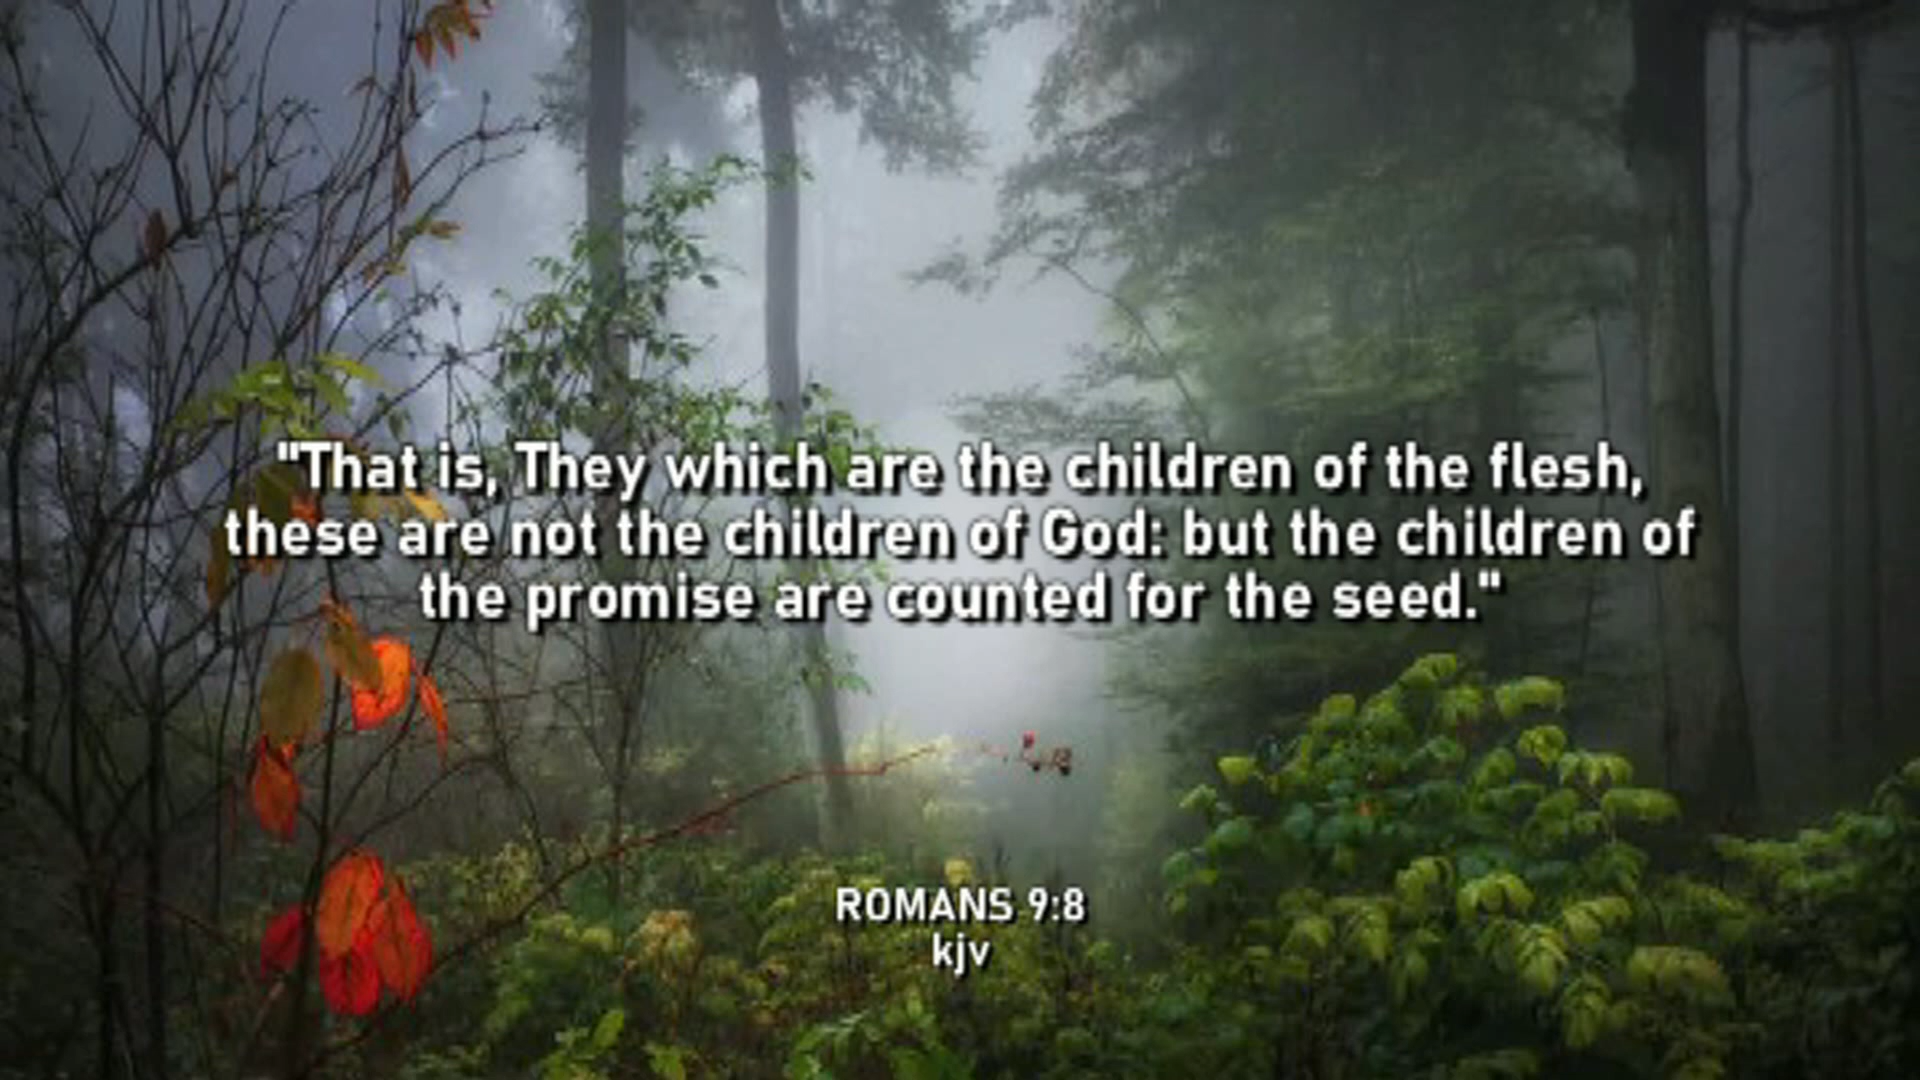 "That is, They which are the children of the flesh,
these are not the children of God: but the children of
the promise are counted for the seed."
ROMANS 9:8
kjv